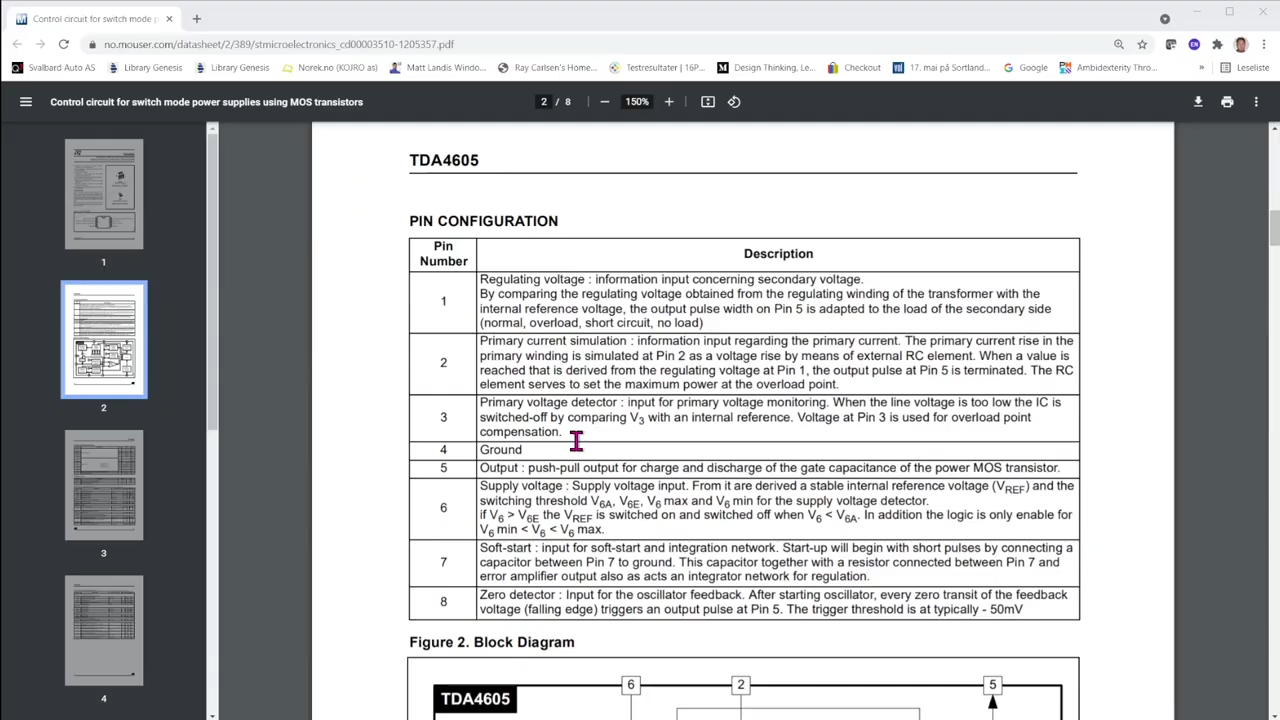 Control circuit for switch mode p
no.mouser.com/datasheet/2/389/stmicroelectronics_cd00003510-1205357.pdf
EN
Svalbard Auto AS
Library Genesis
Library Genesis
Norek.no (KOJRO as)
Matt Landis Windo...
Ray Carlsen's Home...
Testresultater | 16P...
Design Thinking, Le...
Checkout
17. mai på Sortland...
Google
Ambidexterity Thro...
»
Leseliste
Control circuit for switch mode power supplies using MOS transistors
2 / 8
150%
1
2
3
4
TDA4605
PIN CONFIGURATION
Pin Number
Description
1
Regulating voltage : information input concerning secondary voltage.
By comparing the regulating voltage obtained from the regulating winding of the transformer with the
internal reference voltage, the output pulse width on Pin 5 is adapted to the load of the secondary side
(normal, overload, short circuit, no load)
2
Primary current simulation : information input regarding the primary current. The primary current rise in the
primary winding is simulated at Pin 2 as a voltage rise by means of external RC element. When a value is
reached that is derived from the regulating voltage at Pin 1, the output pulse at Pin 5 is terminated. The RC
element serves to set the maximum power at the overload point.
3
Primary voltage detector : input for primary voltage monitoring. When the line voltage is too low the IC is
switched-off by comparing V3 with an internal reference. Voltage at Pin 3 is used for overload point
compensation.
4
Ground
5
Output : push-pull output for charge and discharge of the gate capacitance of the power MOS transistor.
6
Supply voltage : Supply voltage input. From it are derived a stable internal reference voltage (VREF) and the
switching threshold V6A, V6E, V6 max and V6 min for the supply voltage detector.
if V6 > V6E the VREF is switched on and switched off when V6 < V6A. In addition the logic is only enable for
V6 min < V6 < V6 max.
7
Soft-start : input for soft-start and integration network. Start-up will begin with short pulses by connecting a
capacitor between Pin 7 to ground. This capacitor together with a resistor connected between Pin 7 and
error amplifier output also as acts an integrator network for regulation.
8
Zero detector : Input for the oscillator feedback. After starting oscillator, every zero transit of the feedback
voltage (falling edge) triggers an output pulse at Pin 5. The trigger threshold is at typically - 50mV
Figure 2. Block Diagram
TDA4605
6
2
5